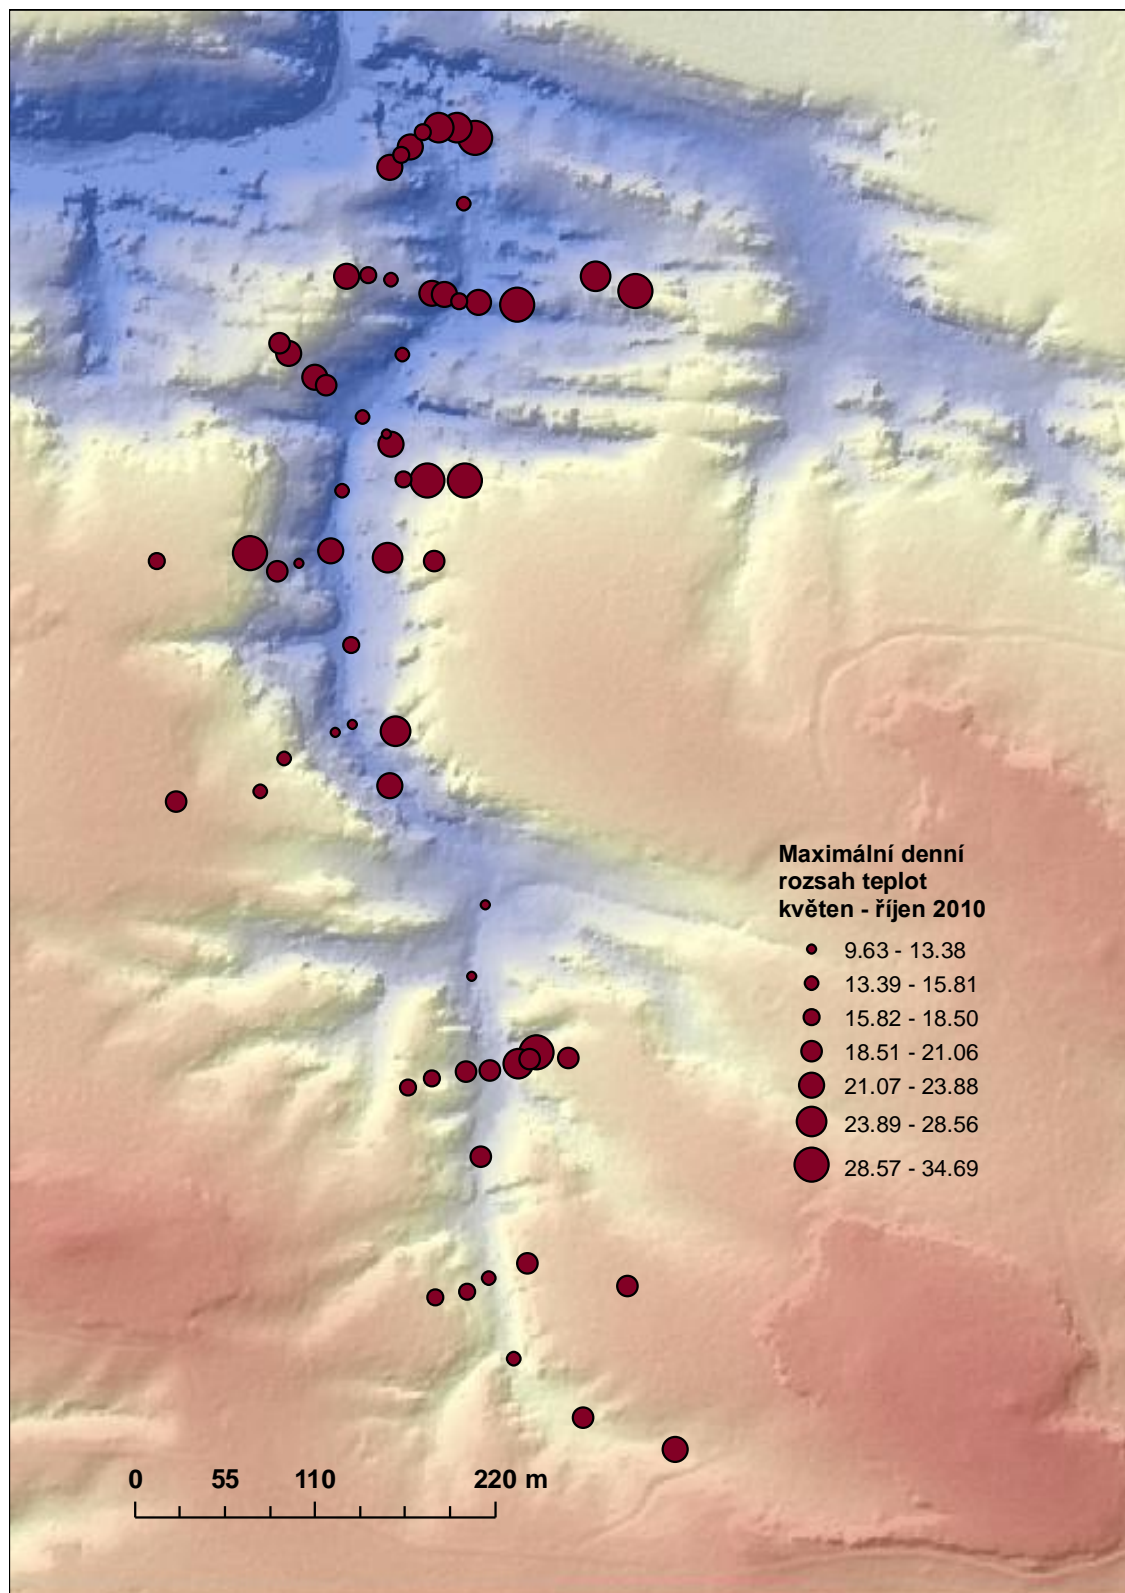 Maximální denní
rozsah teplot
květen - říjen 2010
9.63 - 13.38
13.39 - 15.81
15.82 - 18.50
18.51 - 21.06
21.07 - 23.88
23.89 - 28.56
28.57 - 34.69
0 55 110 220 m